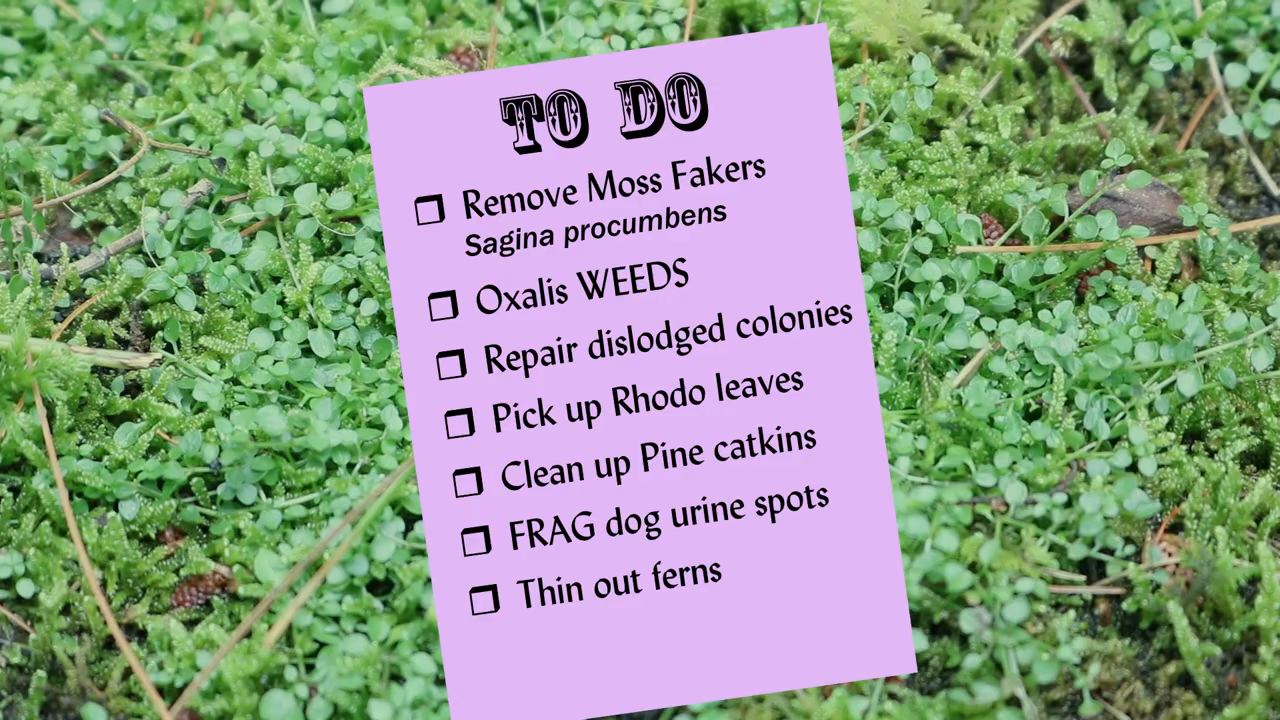 TO DO
❒ Remove Moss Fakers
Sagina procumbens
❒ Oxalis WEEDS
❒ Repair dislodged colonies
❒ Pick up Rhodo leaves
❒ Clean up Pine catkins
❒ FRAG dog urine spots
❒ Thin out ferns